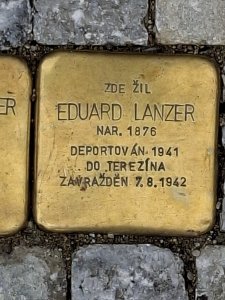 ZDE ŽIL
EDUARD LANZER
NAR. 1876
DEPORTOVÁN 1941
DO TEREZÍNA
ZAVRAŽDĚN 7.8.1942